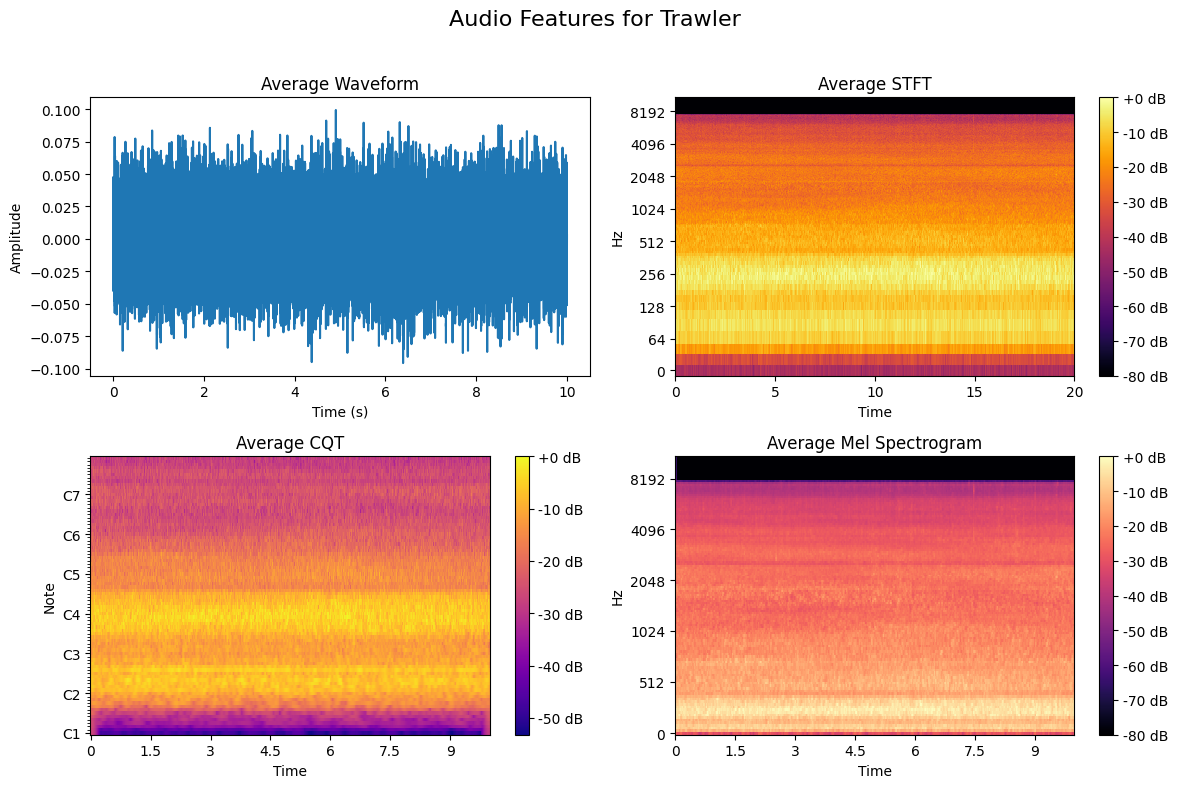 Audio Features for Trawler
Average Waveform
0.100
0.075
0.050
0.025
0.000
−0.025
−0.050
−0.075
−0.100
Amplitude
0 2 4 6 8 10
Time (s)
Average STFT
8192
4096
2048
1024
512
256
128
64
0
Hz
0 5 10 15 20
Time
+0 dB
-10 dB
-20 dB
-30 dB
-40 dB
-50 dB
-60 dB
-70 dB
-80 dB
Average CQT
C7
C6
C5
C4
C3
C2
C1
Note
0 1.5 3 4.5 6 7.5 9
Time
+0 dB
-10 dB
-20 dB
-30 dB
-40 dB
-50 dB
Average Mel Spectrogram
8192
4096
2048
1024
512
0
Hz
0 1.5 3 4.5 6 7.5 9
Time
+0 dB
-10 dB
-20 dB
-30 dB
-40 dB
-50 dB
-60 dB
-70 dB
-80 dB